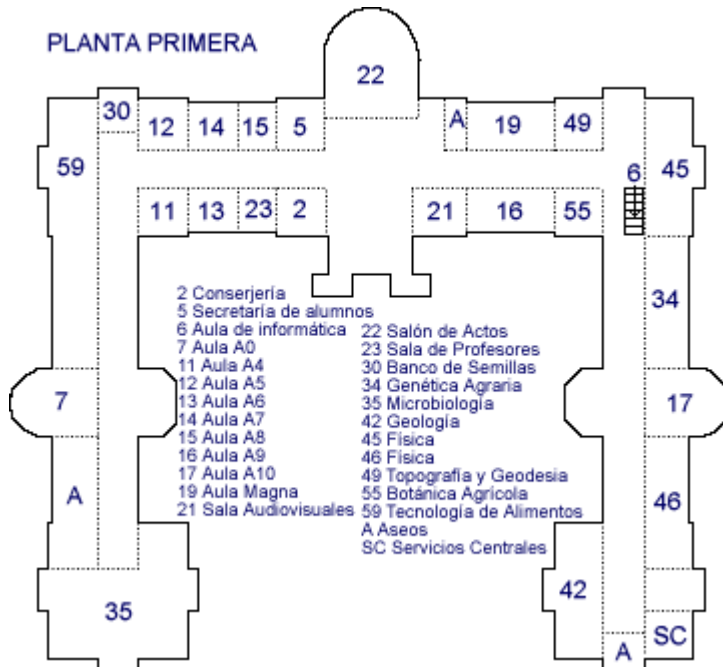 PLANTA PRIMERA
22
30
12 14 15 5 A 19 49
59 6 45
11 13 23 2 21 16 55
34
2 Conserjería
5 Secretaría de alumnos
6 Aula de informática
7 Aula A0
11 Aula A4
12 Aula A5
13 Aula A6
14 Aula A7
15 Aula A8
16 Aula A9
17 Aula A10
19 Aula Magna
21 Sala Audiovisuales
22 Salón de Actos
23 Sala de Profesores
30 Banco de Semillas
34 Genética Agraria
35 Microbiología
42 Geología
45 Física
46 Física
49 Topografía y Geodesia
55 Botánica Agrícola
59 Tecnología de Alimentos
A Aseos
SC Servicios Centrales
7 17
A 46
42
35 SC
A